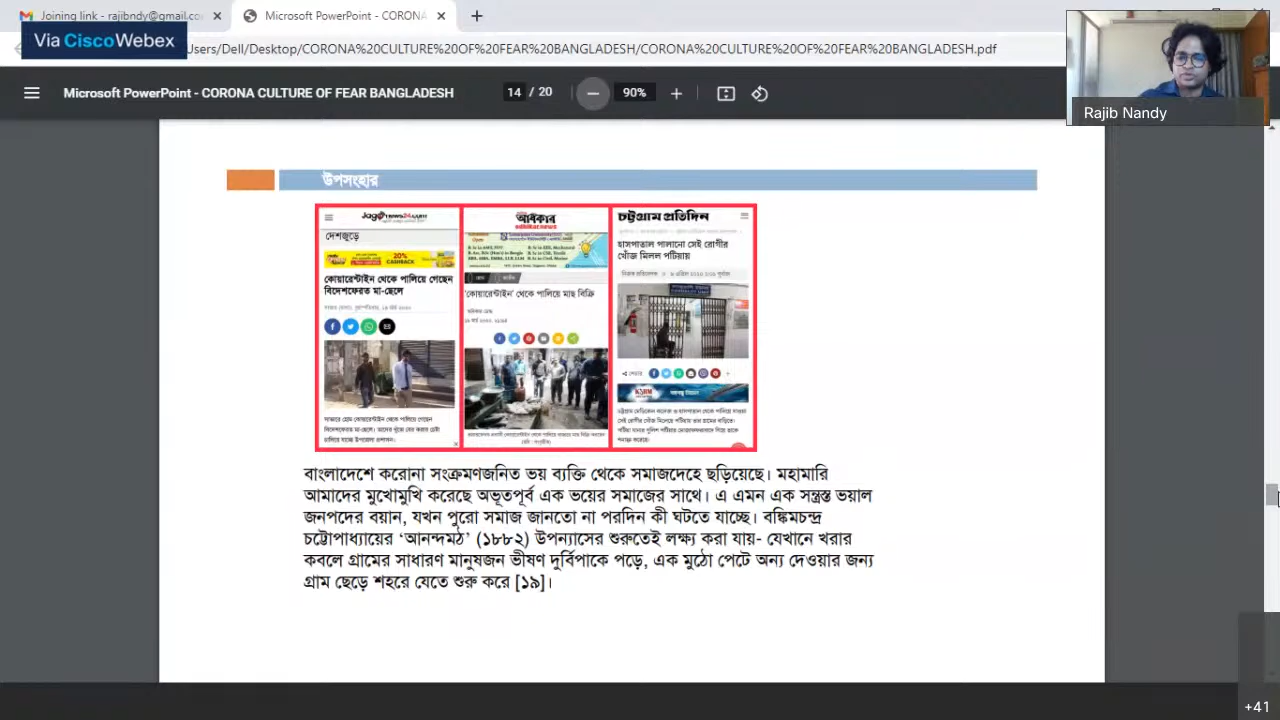 Joining link - rajibndy@gmail.co
Microsoft PowerPoint - CORONA
Via Cisco Webex
Jsers/Dell/Desktop/CORONA%20CULTURE%20OF%20FEAR%20BANGLADESH/CORONA%20CULTURE%20OF%20FEAR%20BANGLADESH.pdf
Microsoft PowerPoint - CORONA CULTURE OF FEAR BANGLADESH
14 / 20
90%
Rajib Nandy
উপসংহার
দেশজুড়ে
20% CASHBACK
কোয়ারেন্টাইন থেকে পালিয়ে গেছেন
বিদেশফেরত মা-ছেলে
সাভারে হোম কোয়ারেন্টাইন থেকে পালিয়ে গেছেন
‘কোয়ারেন্টাইন’ থেকে পালিয়ে মাছ বিক্রি
চট্টগ্রাম প্রতিদিন
হাসপাতাল পালানো সেই রোগীর
খোঁজ মিলল পটিয়ায়
বাংলাদেশে করোনা সংক্রমণজনিত ভয় ব্যক্তি থেকে সমাজদেহে ছড়িয়েছে। মহামারি
আমাদের মুখোমুখি করেছে অভূতপূর্ব এক ভয়ের সমাজের সাথে। এ এমন এক সন্ত্রস্ত ভয়াল
জনপদের বয়ান, যখন পুরো সমাজ জানতো না পরদিন কী ঘটতে যাচ্ছে। বঙ্কিমচন্দ্র
চট্টোপাধ্যায়ের ‘আনন্দমঠ’ (১৮৮২) উপন্যাসের শুরুতেই লক্ষ্য করা যায়- যেখানে খরার
কবলে গ্রামের সাধারণ মানুষজন ভীষণ দুর্বিপাকে পড়ে, এক মুঠো পেটে অন্য দেওয়ার জন্য
গ্রাম ছেড়ে শহরে যেতে শুরু করে [১৯]।
+41